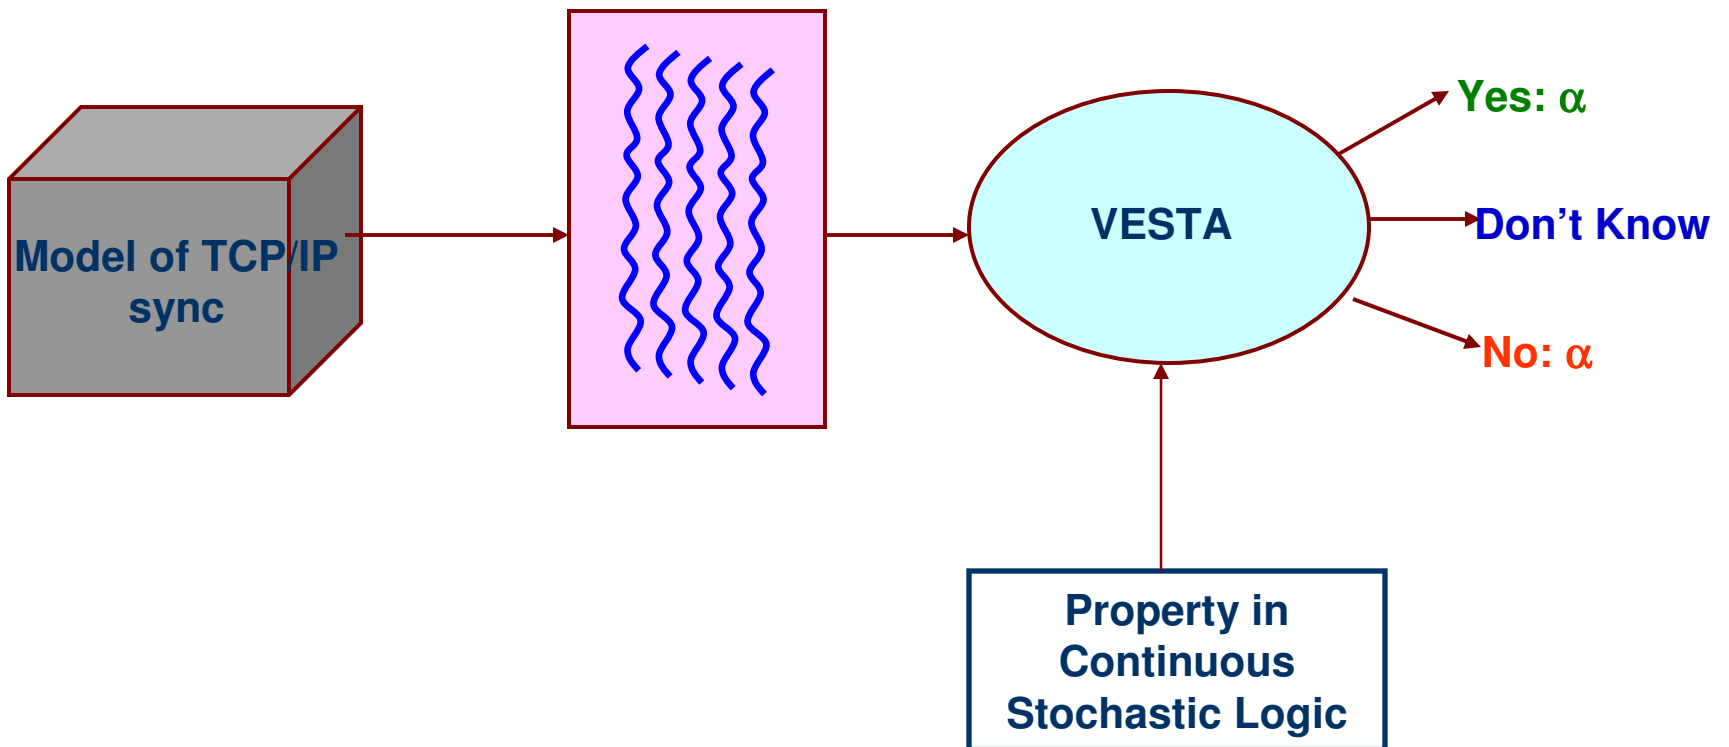 Model of TCP/IP
sync
VESTA
Yes: α
Don’t Know
No: α
Property in
Continuous
Stochastic Logic